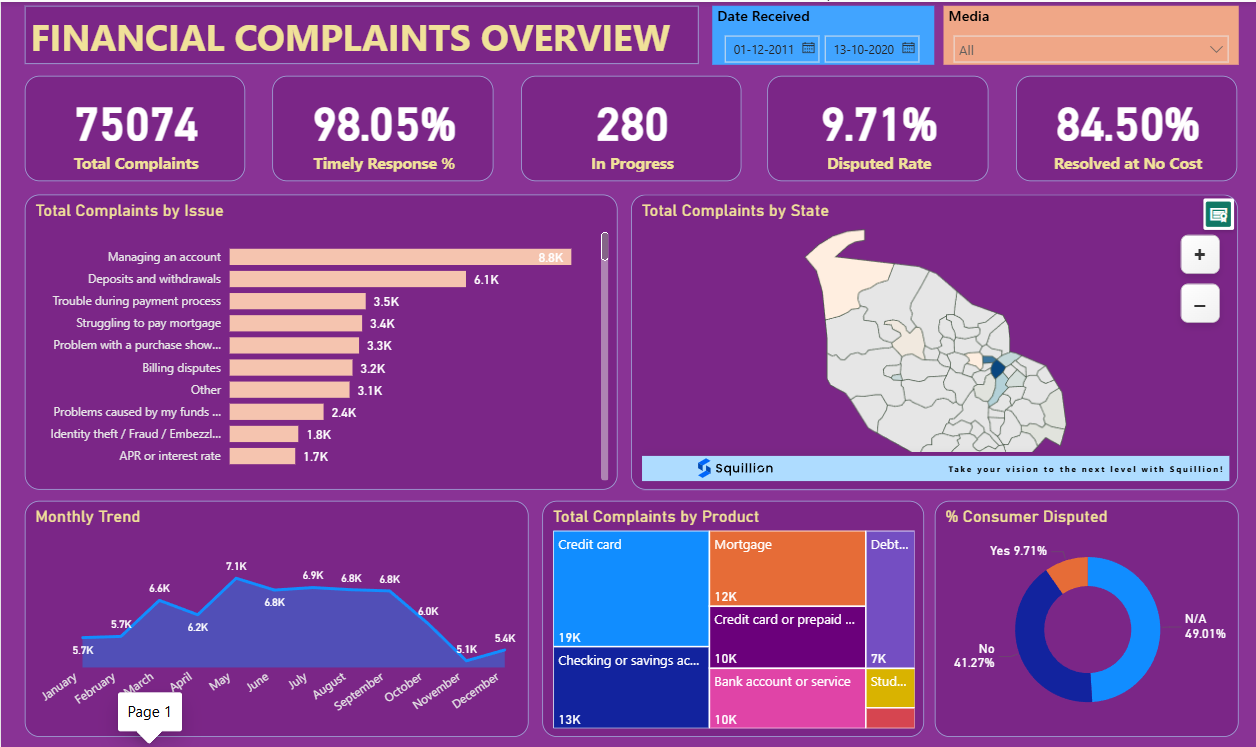 FINANCIAL COMPLAINTS OVERVIEW
Date Received
01-12-2011
13-10-2020
Media
All
75074
Total Complaints
98.05%
Timely Response %
280
In Progress
9.71%
Disputed Rate
84.50%
Resolved at No Cost
Total Complaints by Issue
Managing an account 8.8K
Deposits and withdrawals 6.1K
Trouble during payment process 3.5K
Struggling to pay mortgage 3.4K
Problem with a purchase show... 3.3K
Billing disputes 3.2K
Other 3.1K
Problems caused by my funds ... 2.4K
Identity theft / Fraud / Embezzl... 1.8K
APR or interest rate 1.7K
Total Complaints by State
+
−
Squillion
Take your vision to the next level with Squillion!
Monthly Trend
5.7K
5.7K
6.6K
6.2K
7.1K
6.8K
6.9K
6.8K
6.8K
6.0K
5.1K
5.4K
January
February
March
April
May
June
July
August
September
October
November
December
Page 1
Total Complaints by Product
Credit card
19K
Checking or savings ac...
13K
Mortgage
12K
Credit card or prepaid ...
10K
Bank account or service
10K
Debt...
7K
Stud...
% Consumer Disputed
Yes 9.71%
N/A
49.01%
No
41.27%